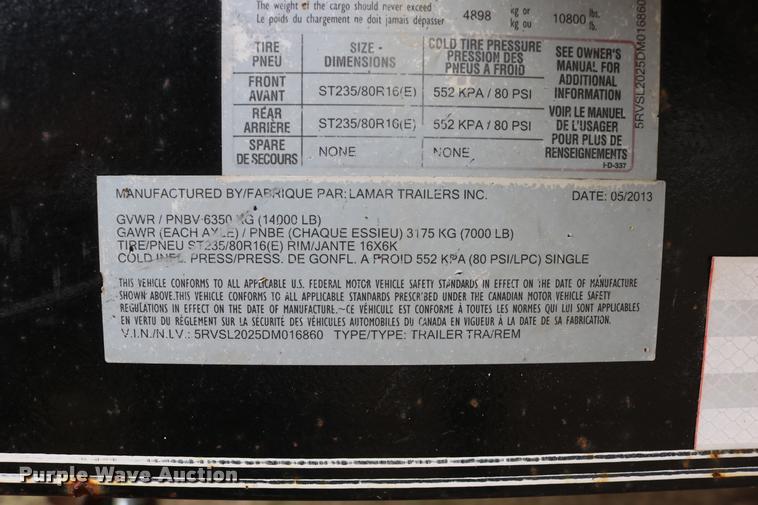 The weight of the cargo should never exceed
Le poids du chargement ne doit jamais dépasser 4898 kg or kg ou 10800 lbs. lb.
TIRE PNEU SIZE - DIMENSIONS COLD TIRE PRESSURE PRESSION DES PNEUS A FROID
SEE OWNER'S MANUAL FOR ADDITIONAL INFORMATION
FRONT AVANT ST235/80R16(E) 552 KPA / 80 PSI
REAR ARRIÈRE ST235/80R16(E) 552 KPA / 80 PSI
VOIR LE MANUEL DE L'USAGER POUR PLUS DE RENSEIGNEMENTS
SPARE DE SECOURS NONE NONE
I-D-337
5RVSL2025DM016860
MANUFACTURED BY/FABRIQUE PAR: LAMAR TRAILERS INC. DATE: 05/2013
GVWR / PNBV 6350 KG (14000 LB)
GAWR (EACH AXLE) / PNBE (CHAQUE ESSIEU) 3175 KG (7000 LB)
TIRE/PNEU ST235/80R16(E) RIM/JANTE 16X6K
COLD INFL. PRESS/PRESS. DE GONFL. A FROID 552 KPA (80 PSI/LPC) SINGLE
THIS VEHICLE CONFORMS TO ALL APPLICABLE U.S. FEDERAL MOTOR VEHICLE SAFETY STANDARDS IN EFFECT ON THE DATE OF MANUFACTURE
SHOWN ABOVE.THIS VEHICLE CONFORMS TO ALL APPLICABLE STANDARDS PRESCRIBED UNDER THE CANADIAN MOTOR VEHICLE SAFETY
REGULATIONS IN EFFECT ON THE DATE OF MANUFACTURE.~CE VÉHICULE EST CONFORME À TOUTES LES NORMES QUI LUI SONT APPLICABLES
EN VERTU DU RÈGLEMENT SUR LA SÉCURITÉ DES VÉHICULES AUTOMOBILES DU CANADA EN VIGUEUR À LA DATE DE SA FABRICATION.
V.I.N./N.I.V.: 5RVSL2025DM016860 TYPE/TYPE: TRAILER TRA/REM
Purple Wave Auction